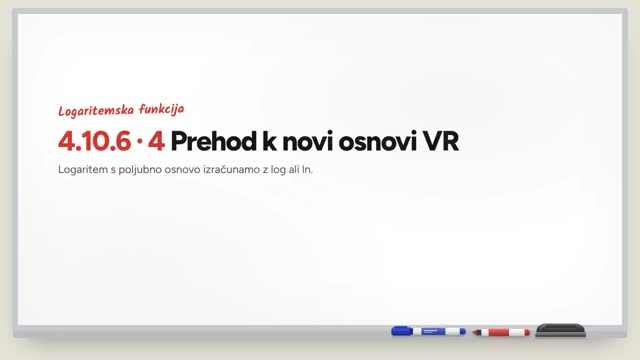 Logaritemska funkcija
4.10.6 · 4 Prehod k novi osnovi VR
Logaritem s poljubno osnovo izračunamo z log ali ln.